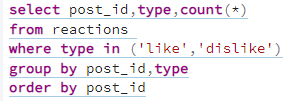 select post_id,type,count(*)
from reactions
where type in ('like','dislike')
group by post_id,type
order by post_id